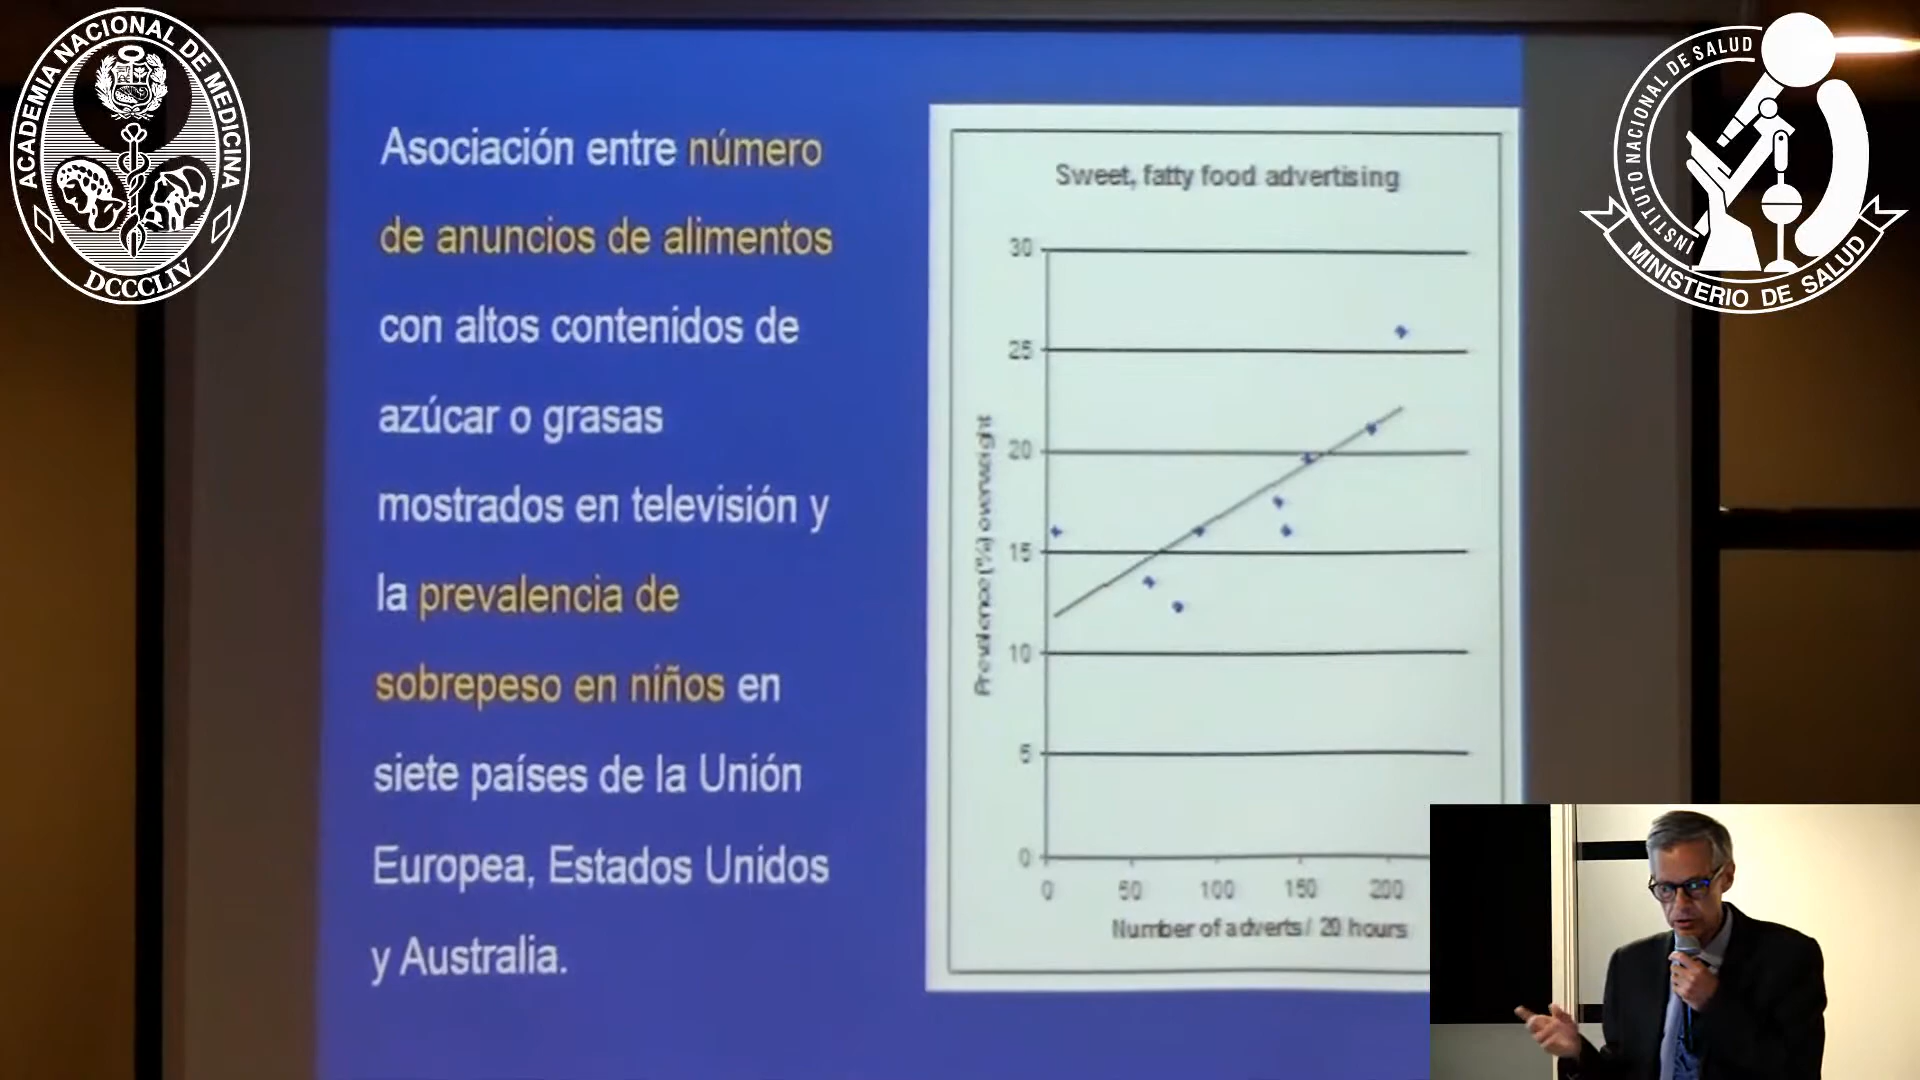 ACADEMIA NACIONAL DE MEDICINA
DCCCLIV
INSTITUTO NACIONAL DE SALUD
MINISTERIO DE SALUD
Asociación entre número
de anuncios de alimentos
con altos contenidos de
azúcar o grasas
mostrados en televisión y
la prevalencia de
sobrepeso en niños en
siete países de la Unión
Europea, Estados Unidos
y Australia.
Sweet, fatty food advertising
Prevalence (%) overweight
30
25
20
15
10
5
0
0 50 100 150 200
Number of adverts / 20 hours